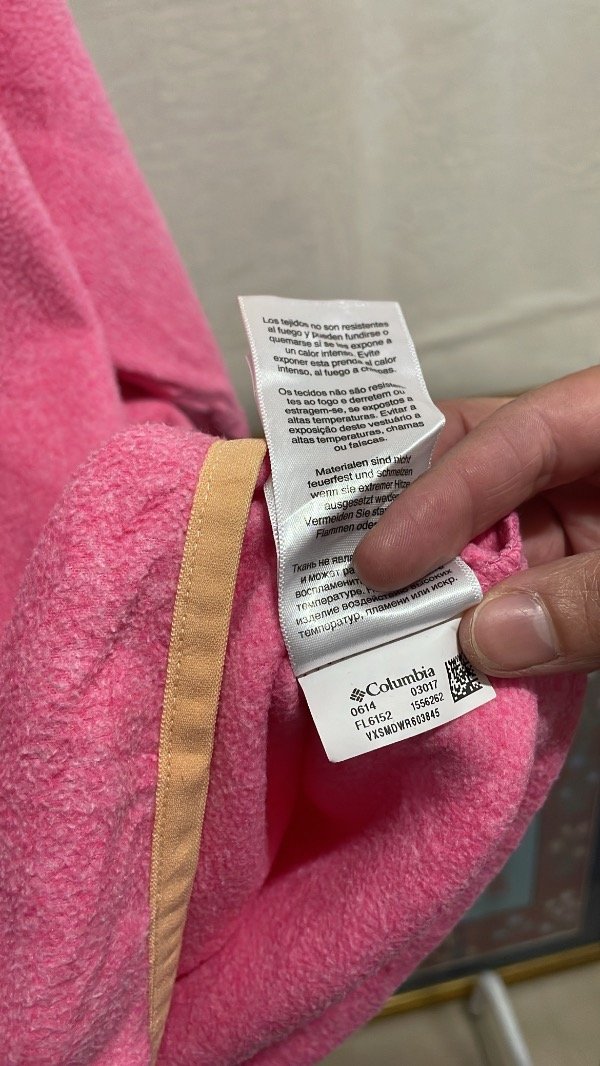 Los tejidos no son resistentes
al fuego y pueden fundirse o
quemarse si se les expone a
un calor intenso. Evite
exponer esta prenda al calor
intenso, al fuego a chispas.
Os tecidos não são resisten-
tes ao fogo e derretem ou
estragem-se, se expostos a
altas temperaturas. Evitar a
exposição deste vestuário a
altas temperaturas, chamas
ou faíscas.
Materialen sind nicht
feuerfest und schmelzen
wenn sie extremer Hitze
ausgesetzt werden
Vermeiden Sie
Flammen oder
Ткань не
и может
воспламенит
температуре.
изделие воздейст высоких
температур, пламени или искр.
Columbia
0614 03017
FL6152 1556262
VXSMDWR603845